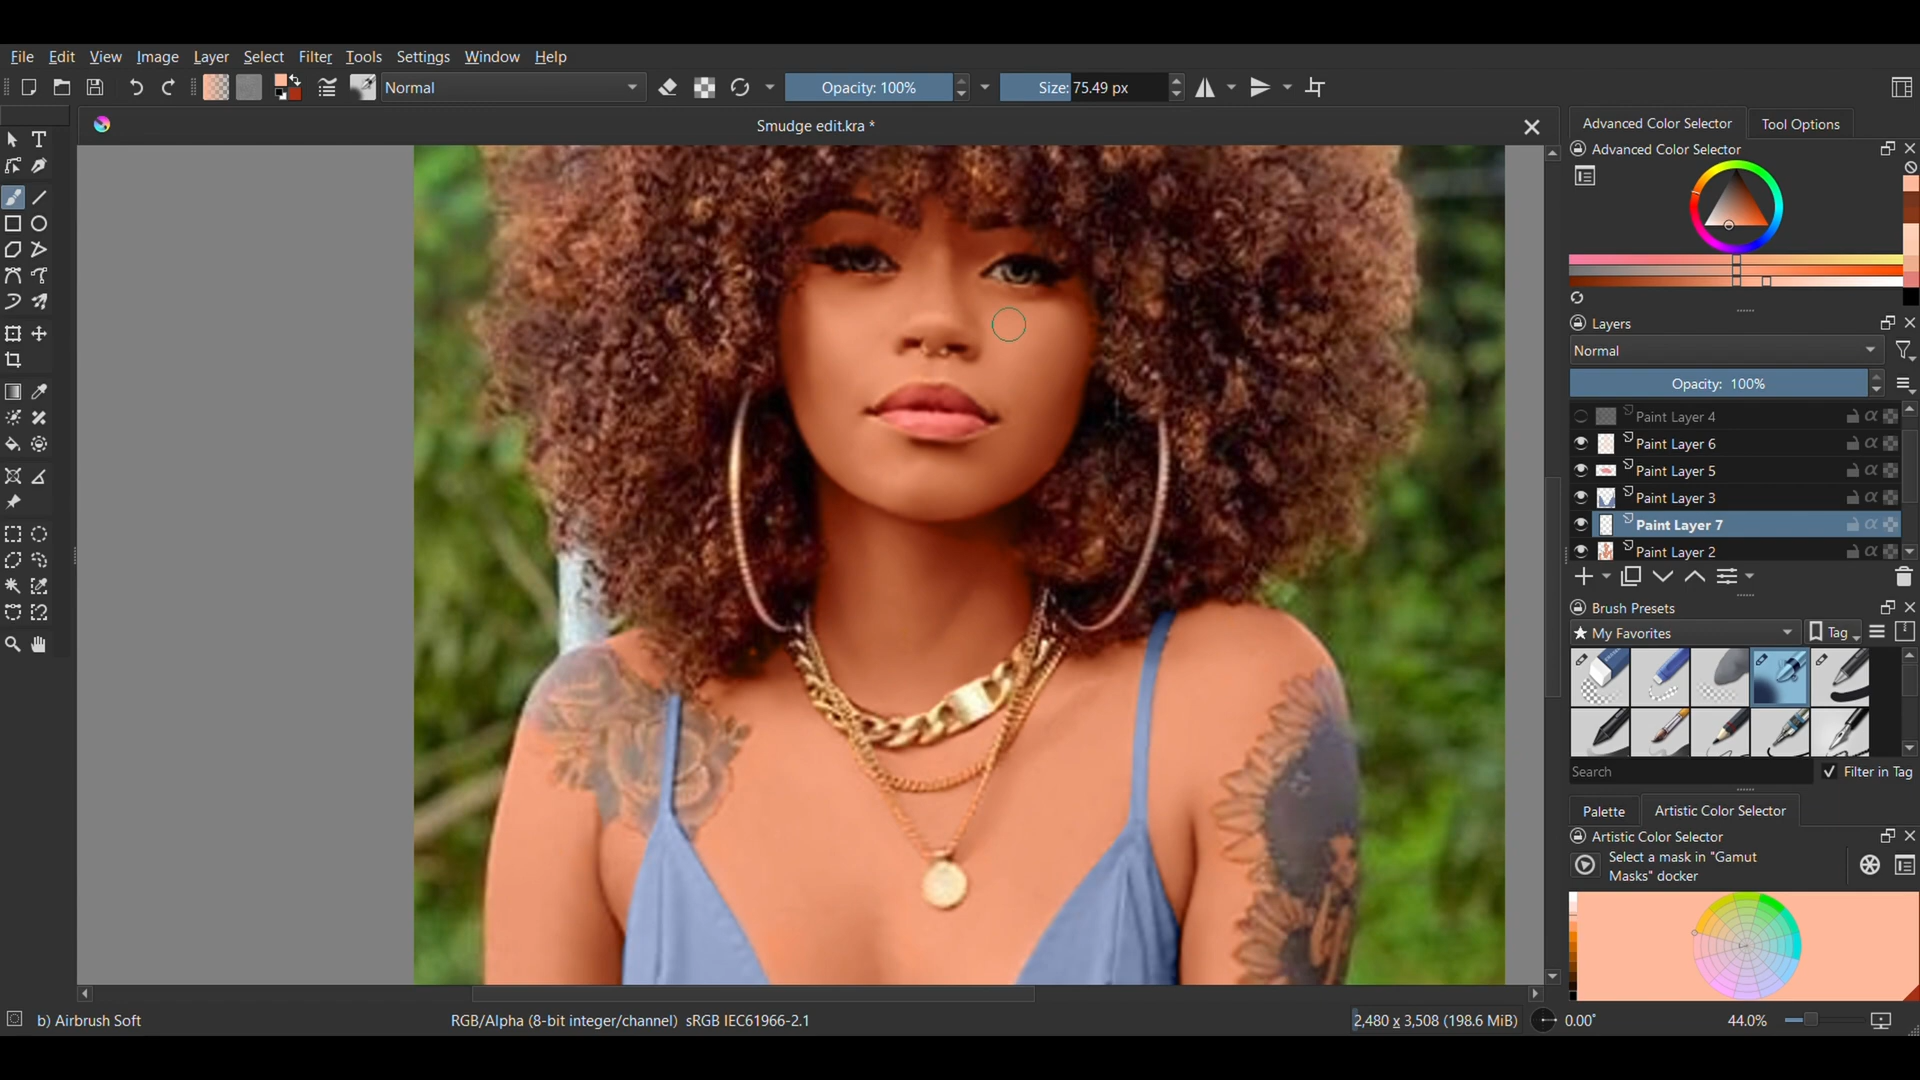 File Edit View Image Layer Select Filter Tools Settings Window Help
Normal Opacity: 100% Size: 75.49 px
Smudge edit.kra *
Advanced Color Selector Tool Options
Advanced Color Selector
Layers
Normal
Opacity: 100%
Paint Layer 4
Paint Layer 6
Paint Layer 5
Paint Layer 3
Paint Layer 7
Paint Layer 2
Brush Presets
★ My Favorites Tag
Search Filter in Tag
Palette Artistic Color Selector
Artistic Color Selector
Select a mask in "Gamut
Masks" docker
b) Airbrush Soft RGB/Alpha (8-bit integer/channel) sRGB IEC61966-2.1 2,480 x 3,508 (198.6 MiB) 0.00° 44.0%